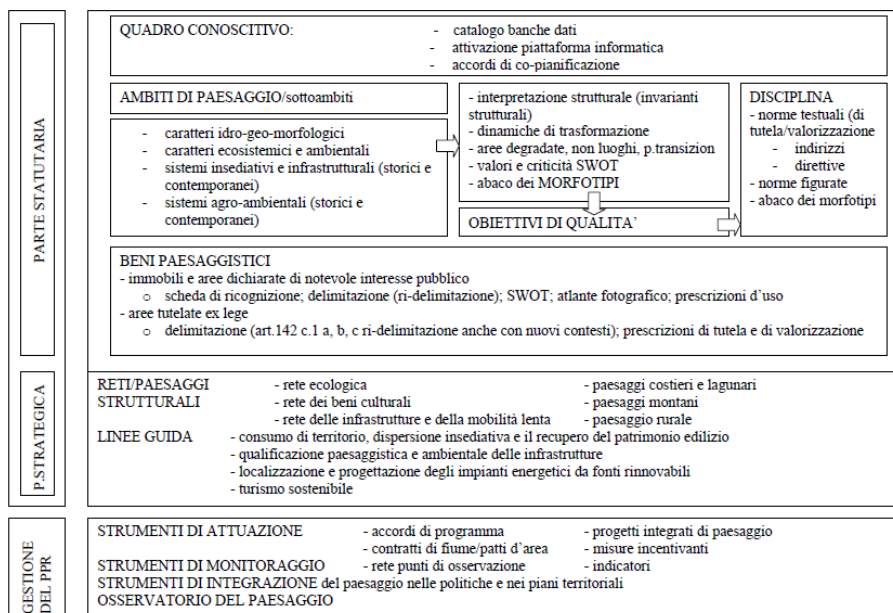 PARTE STATUTARIA
QUADRO CONOSCITIVO: - catalogo banche dati
- attivazione piattaforma informatica
- accordi di co-pianificazione
AMBITI DI PAESAGGIO/sottoambiti
- caratteri idro-geo-morfologici
- caratteri ecosistemici e ambientali
- sistemi insediativi e infrastrutturali (storici e
contemporanei)
- sistemi agro-ambientali (storici e
contemporanei)
- interpretazione strutturale (invarianti
strutturali)
- dinamiche di trasformazione
- aree degradate, non luoghi, p.transizion
- valori e criticità SWOT
- abaco dei MORFOTIPI
OBIETTIVI DI QUALITA’
DISCIPLINA
- norme testuali (di
tutela/valorizzazione
- indirizzi
- direttive
- norme figurate
- abaco dei morfotipi
BENI PAESAGGISTICI
- immobili e aree dichiarate di notevole interesse pubblico
o scheda di ricognizione; delimitazione (ri-delimitazione); SWOT; atlante fotografico; prescrizioni d’uso
- aree tutelate ex lege
o delimitazione (art.142 c.1 a, b, c ri-delimitazione anche con nuovi contesti); prescrizioni di tutela e di valorizzazione
P.STRATEGICA
RETI/PAESAGGI - rete ecologica - paesaggi costieri e lagunari
STRUTTURALI - rete dei beni culturali - paesaggi montani
- rete delle infrastrutture e della mobilità lenta - paesaggio rurale
LINEE GUIDA - consumo di territorio, dispersione insediativa e il recupero del patrimonio edilizio
- qualificazione paesaggistica e ambientale delle infrastrutture
- localizzazione e progettazione degli impianti energetici da fonti rinnovabili
- turismo sostenibile
GESTIONE
DEL PPR
STRUMENTI DI ATTUAZIONE - accordi di programma - progetti integrati di paesaggio
- contratti di fiume/patti d’area - misure incentivanti
STRUMENTI DI MONITORAGGIO - rete punti di osservazione - indicatori
STRUMENTI DI INTEGRAZIONE del paesaggio nelle politiche e nei piani territoriali
OSSERVATORIO DEL PAESAGGIO